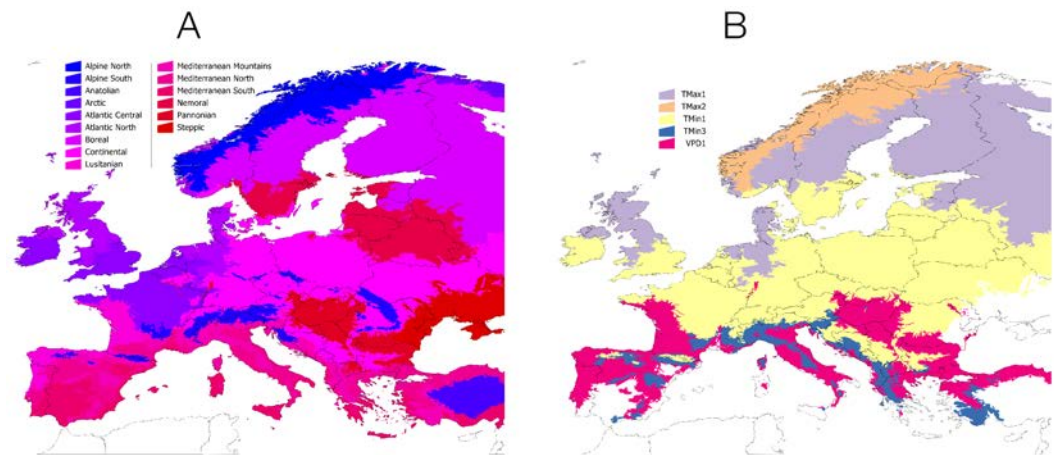 A
Alpine North
Alpine South
Anatolian
Arctic
Atlantic Central
Atlantic North
Boreal
Continental
Lusitanian
Mediterranean Mountains
Mediterranean North
Mediterranean South
Nemoral
Pannonian
Steppic
B
TMax1
TMax2
TMin1
TMin3
VPD1